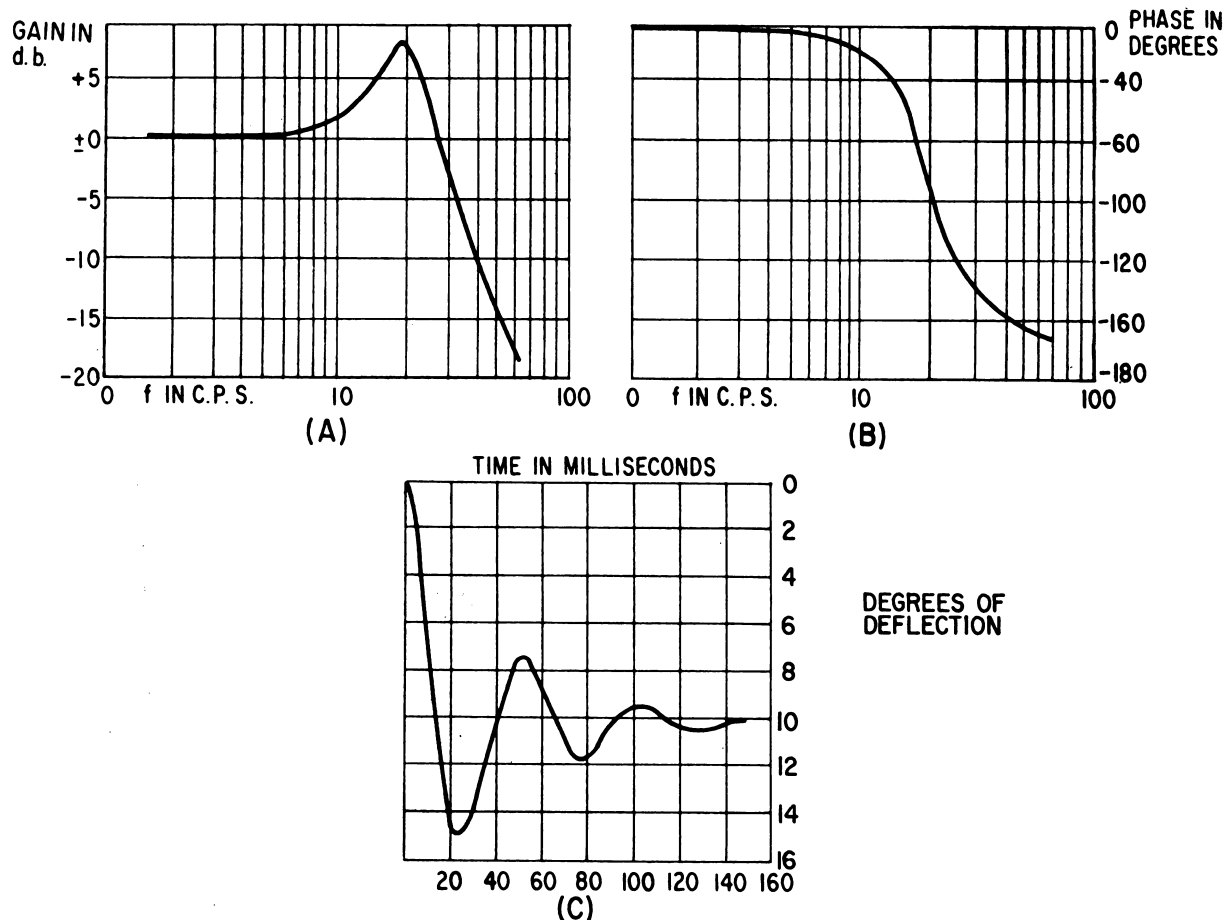 GAIN IN
d.b.
+5
±0
-5
-10
-15
-20
0 f IN C.P.S. 10 100
(A)
PHASE IN
DEGREES
0
-40
-60
-100
-120
-160
-180
0 f IN C.P.S. 10 100
(B)
TIME IN MILLISECONDS
0
2
4
6
8
10
12
14
16
DEGREES OF
DEFLECTION
20 40 60 80 100 120 140 160
(C)